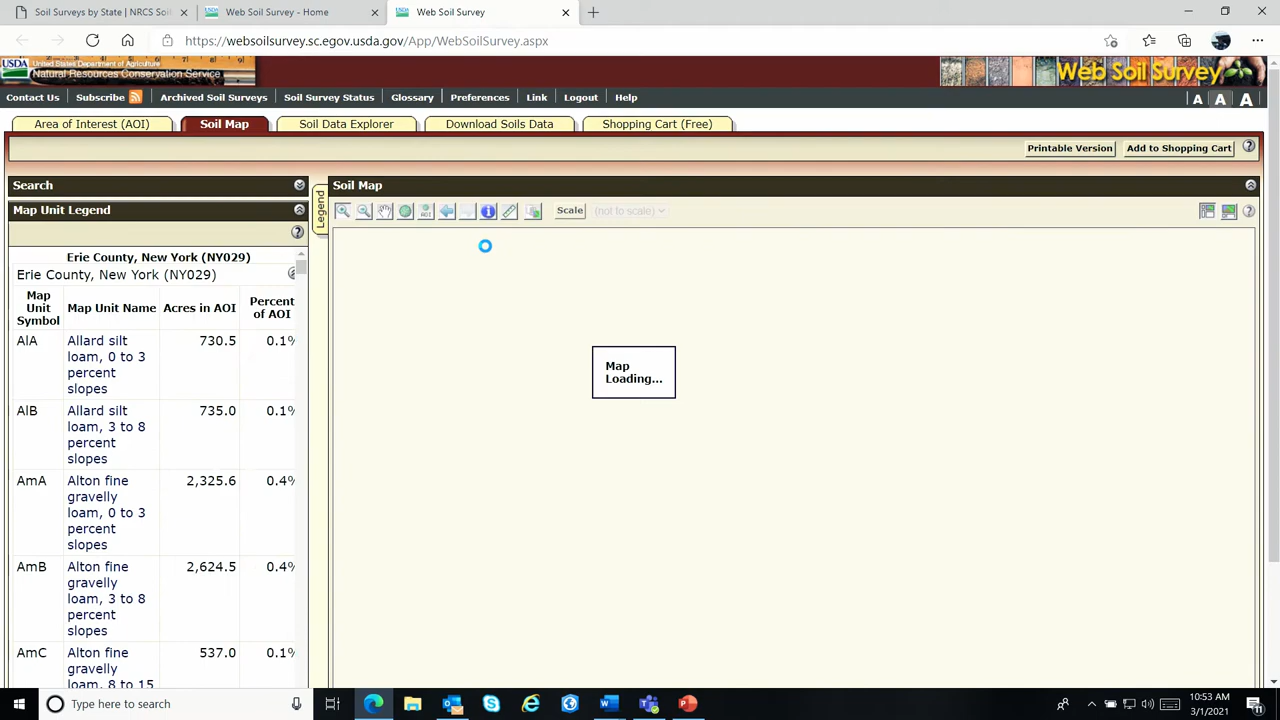 Soil Surveys by State | NRCS Soil
Web Soil Survey - Home
Web Soil Survey
https://websoilsurvey.sc.egov.usda.gov/App/WebSoilSurvey.aspx
USDA
United States Department of Agriculture
Natural Resources Conservation Service
Web Soil Survey
Contact Us Subscribe Archived Soil Surveys Soil Survey Status Glossary Preferences Link Logout Help
A A A
Area of Interest (AOI) Soil Map Soil Data Explorer Download Soils Data Shopping Cart (Free)
Printable Version Add to Shopping Cart
Search
Map Unit Legend
Legend
Soil Map
AOI
Scale (not to scale)
Erie County, New York (NY029)
Erie County, New York (NY029)
Map Unit Symbol Map Unit Name Acres in AOI Percent of AOI
AlA Allard silt 730.5 0.1%
loam, 0 to 3
percent
slopes
AlB Allard silt 735.0 0.1%
loam, 3 to 8
percent
slopes
AmA Alton fine 2,325.6 0.4%
gravelly
loam, 0 to 3
percent
slopes
AmB Alton fine 2,624.5 0.4%
gravelly
loam, 3 to 8
percent
slopes
AmC Alton fine 537.0 0.1%
gravelly
loam, 8 to 15
Map
Loading...
Type here to search
10:53 AM
3/1/2021